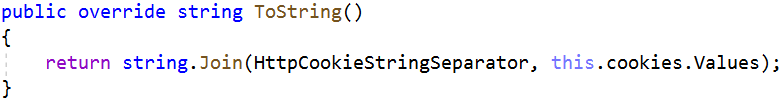 public override string ToString()
{
    return string.Join(HttpCookieStringSeparator, this.cookies.Values);
}